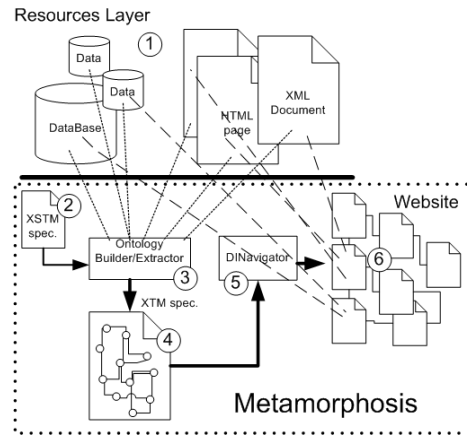 Resources Layer
1
Data
Data
DataBase
HTML
page
XML
Document
2
XSTM
spec.
Website
Ontology
Builder/Extractor
3
DINavigator
5
6
XTM spec.
4
Metamorphosis